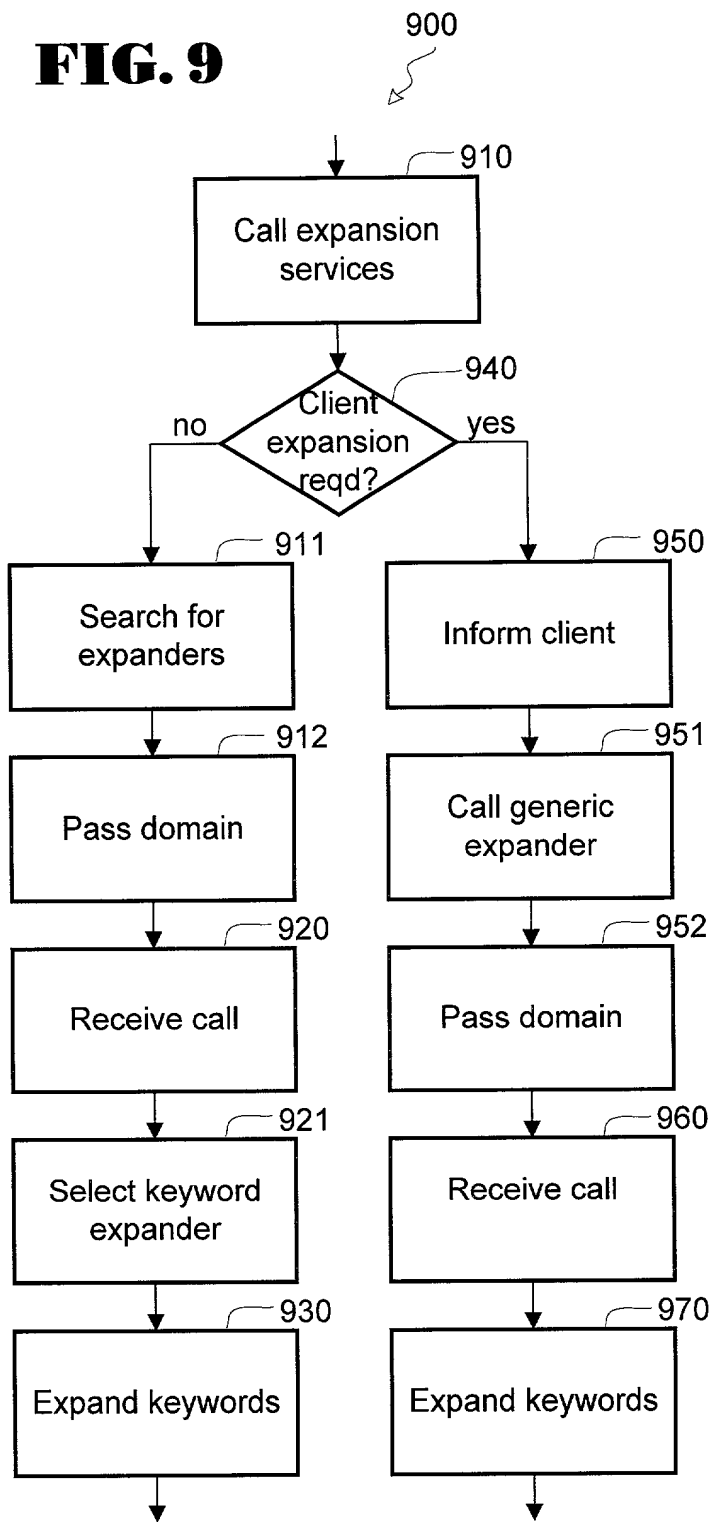 FIG. 9
900
910
Call expansion
services
940
Client
expansion
reqd?
no
yes
911
Search for
expanders
950
Inform client
912
Pass domain
951
Call generic
expander
920
Receive call
952
Pass domain
921
Select keyword
expander
960
Receive call
930
Expand keywords
970
Expand keywords